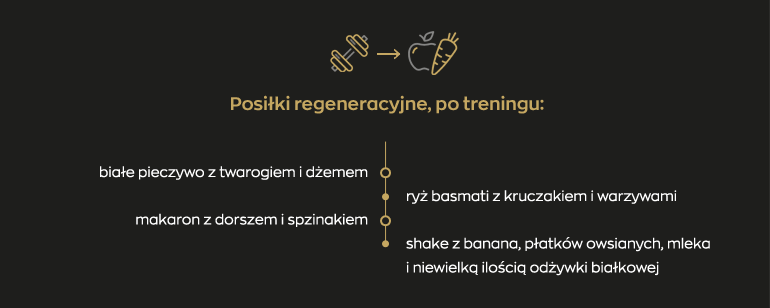 Posiłki regeneracyjne, po treningu:
białe pieczywo z twarogiem i dżemem
ryż basmati z kruczakiem i warzywami
makaron z dorszem i spzinakiem
shake z banana, płatków owsianych, mleka
i niewielką ilością odżywki białkowej